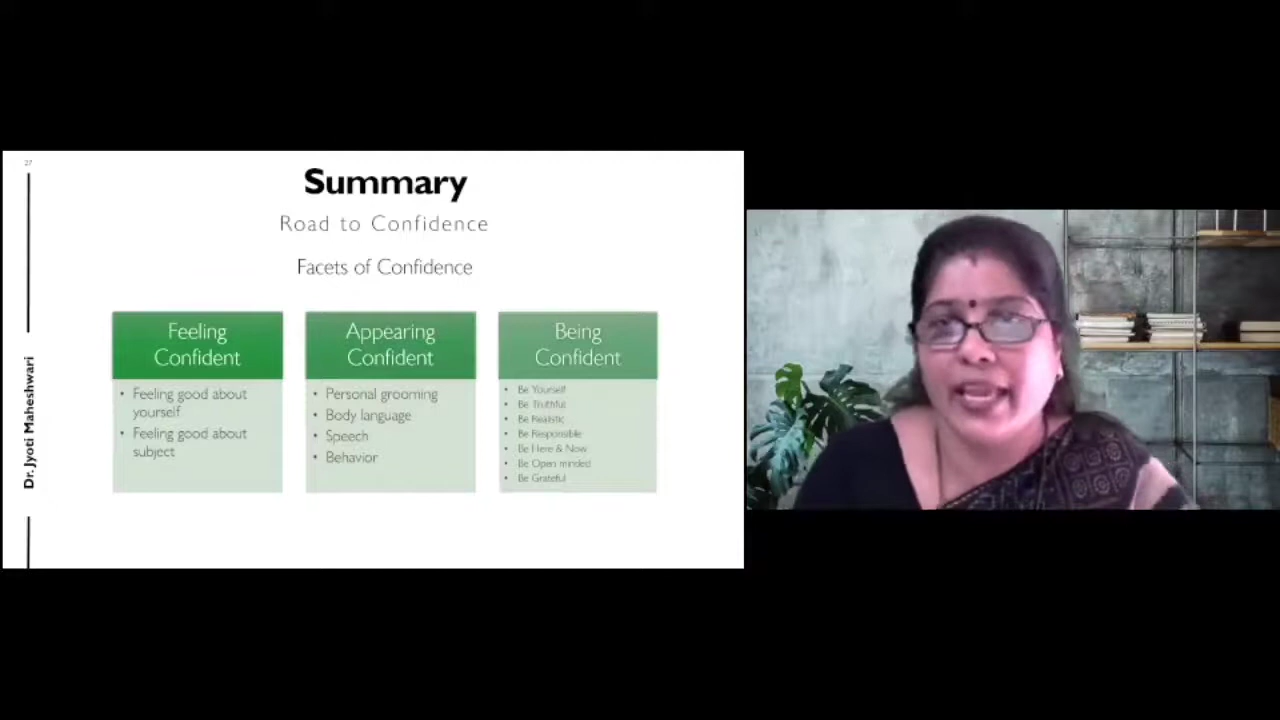 27
Summary
Road to Confidence
Facets of Confidence
Feeling
Confident
• Feeling good about
yourself
• Feeling good about
subject
Appearing
Confident
• Personal grooming
• Body language
• Speech
• Behavior
Being
Confident
• Be Yourself
• Be Truthful
• Be Realistic
• Be Responsible
• Be Here & Now
• Be Open minded
• Be Grateful
Dr. Jyoti Maheshwari